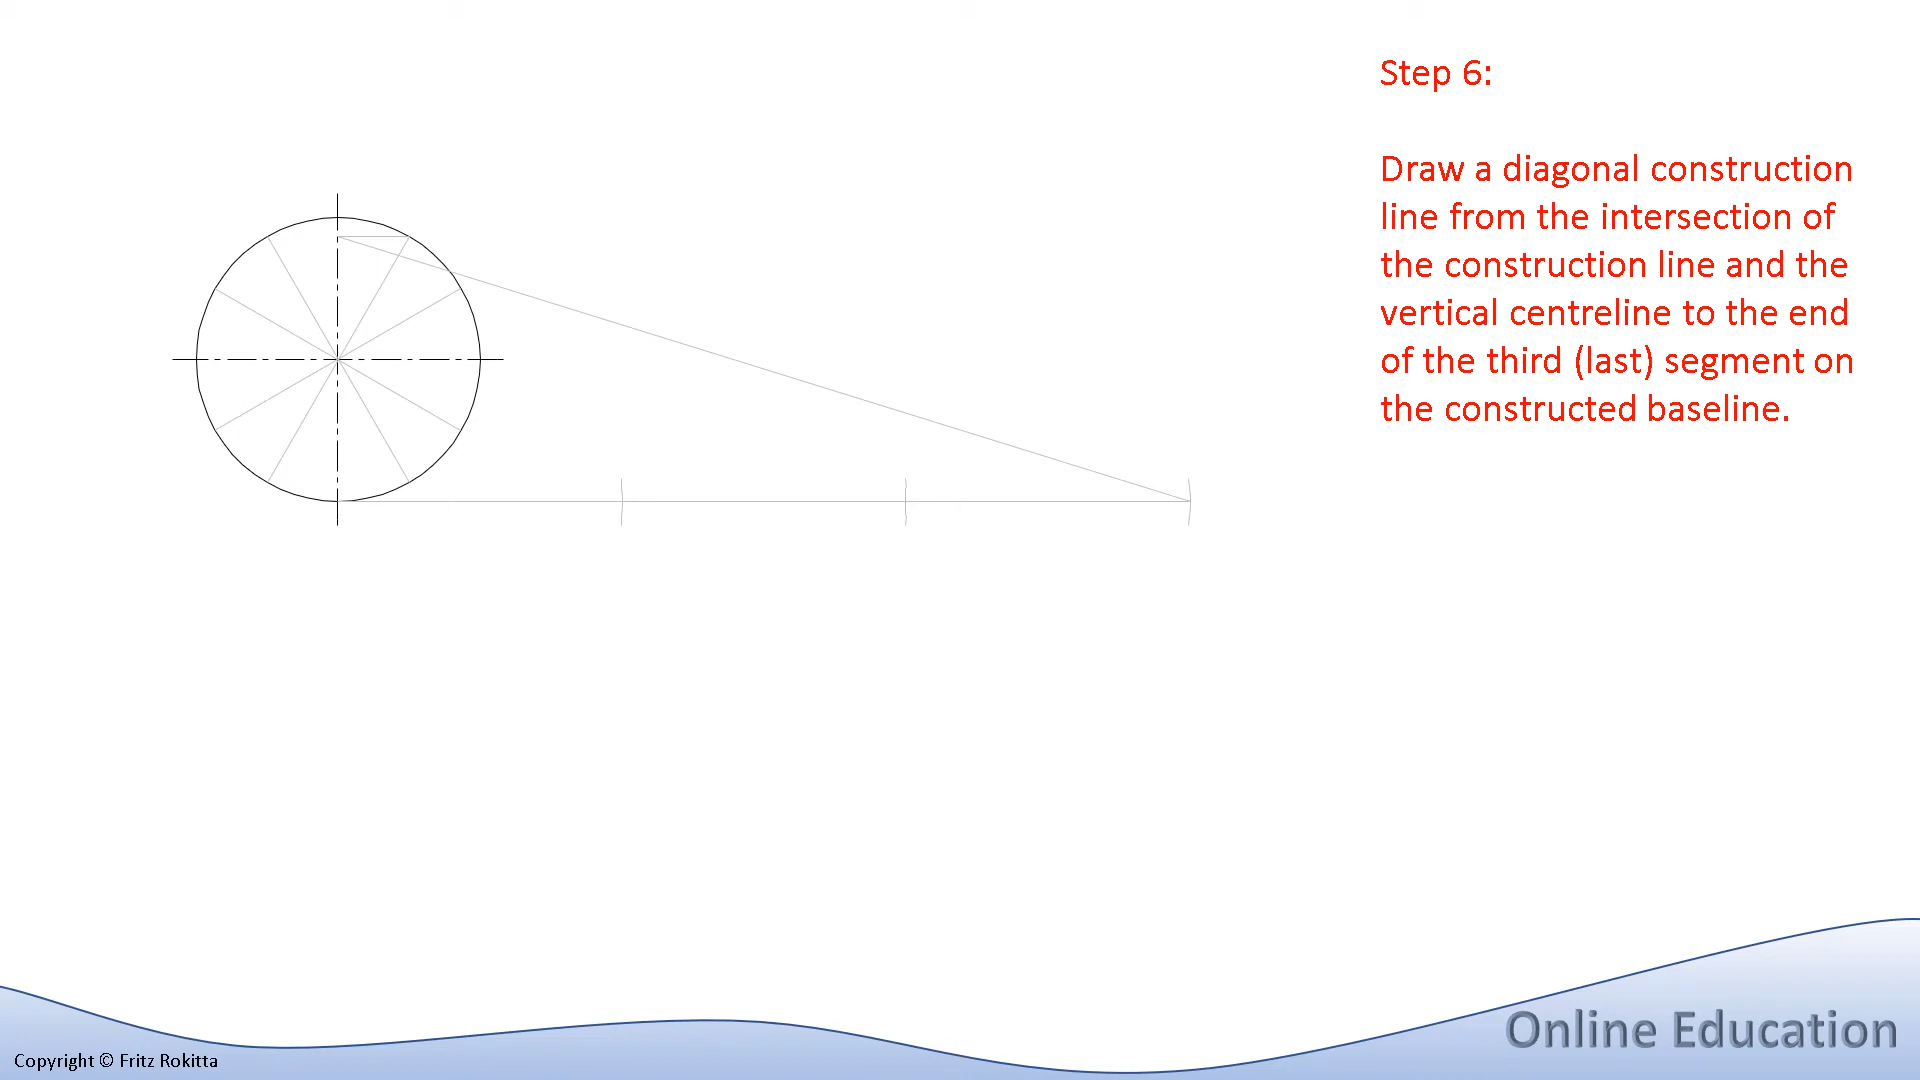 Step 6:
Draw a diagonal construction
line from the intersection of
the construction line and the
vertical centreline to the end
of the third (last) segment on
the constructed baseline.
Online Education
Copyright © Fritz Rokitta